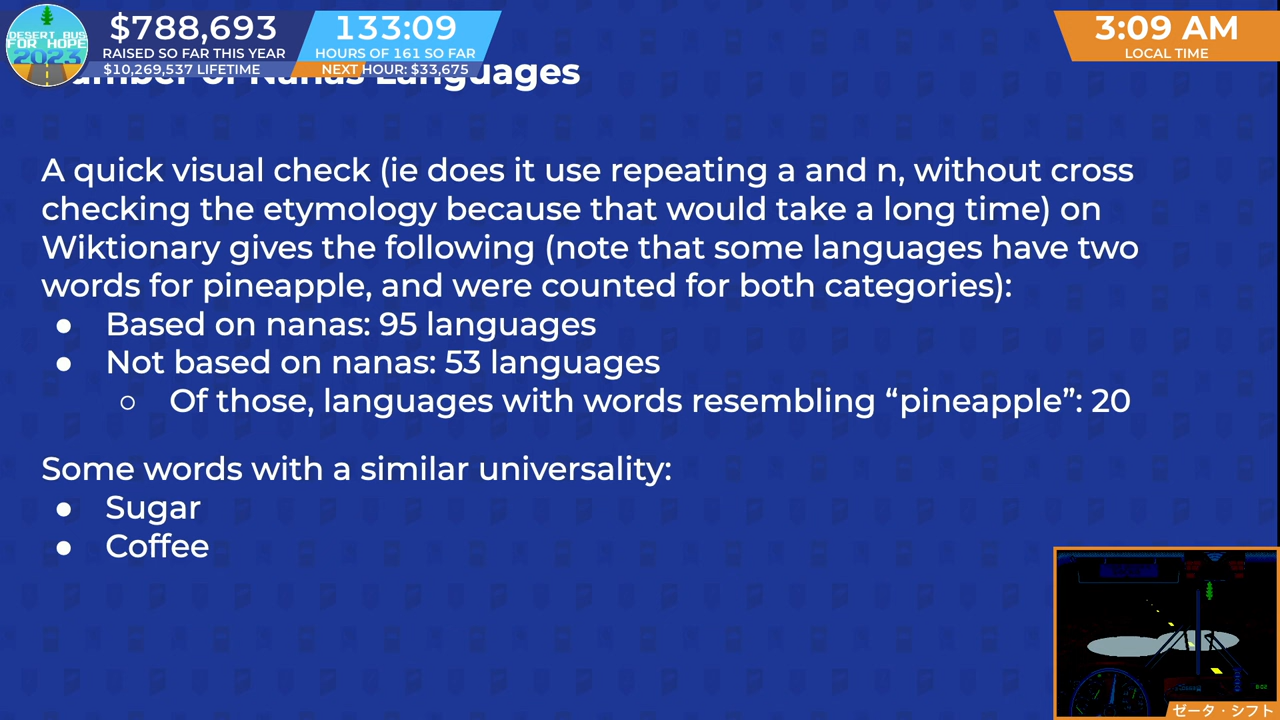 DESERT BUS
FOR HOPE
2023
$788,693
RAISED SO FAR THIS YEAR
$10,269,537 LIFETIME
133:09
HOURS OF 161 SO FAR
NEXT HOUR: $33,675
3:09 AM
LOCAL TIME
of Nanas Languages
A quick visual check (ie does it use repeating a and n, without cross
checking the etymology because that would take a long time) on
Wiktionary gives the following (note that some languages have two
words for pineapple, and were counted for both categories):
● Based on nanas: 95 languages
● Not based on nanas: 53 languages
○ Of those, languages with words resembling “pineapple”: 20
Some words with a similar universality:
● Sugar
● Coffee
ゼータ・シフト